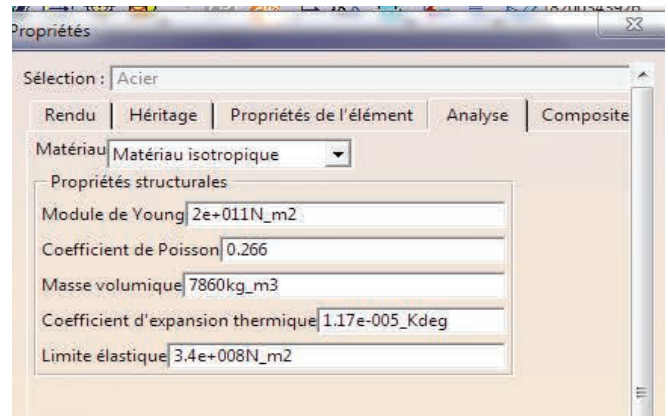 Propriétés
Sélection : Acier
Rendu Héritage Propriétés de l'élément Analyse Composite
Matériau Matériau isotropique
Propriétés structurales
Module de Young 2e+011N_m2
Coefficient de Poisson 0.266
Masse volumique 7860kg_m3
Coefficient d'expansion thermique 1.17e-005_Kdeg
Limite élastique 3.4e+008N_m2